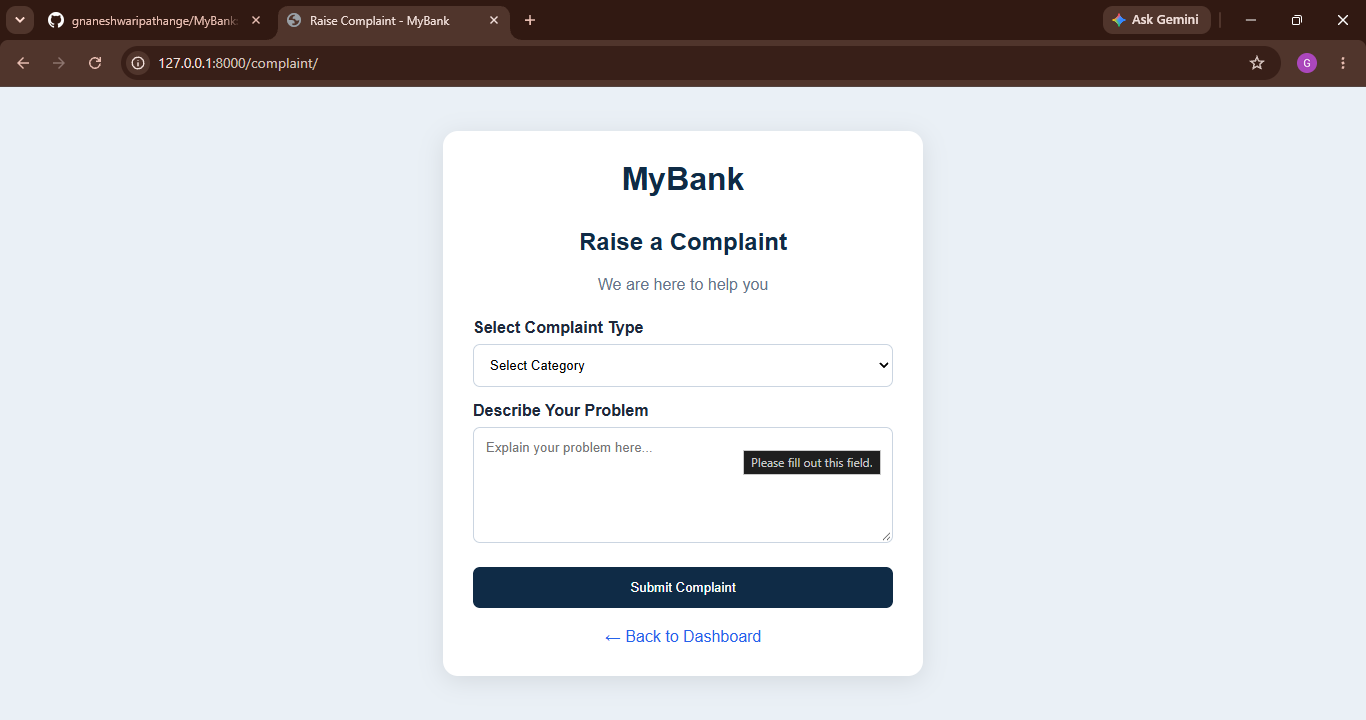 gnaneshwaripathange/MyBank
Raise Complaint - MyBank
Ask Gemini
127.0.0.1:8000/complaint/
G
MyBank
Raise a Complaint
We are here to help you
Select Complaint Type
Select Category
Describe Your Problem
Explain your problem here...
Please fill out this field.
Submit Complaint
← Back to Dashboard